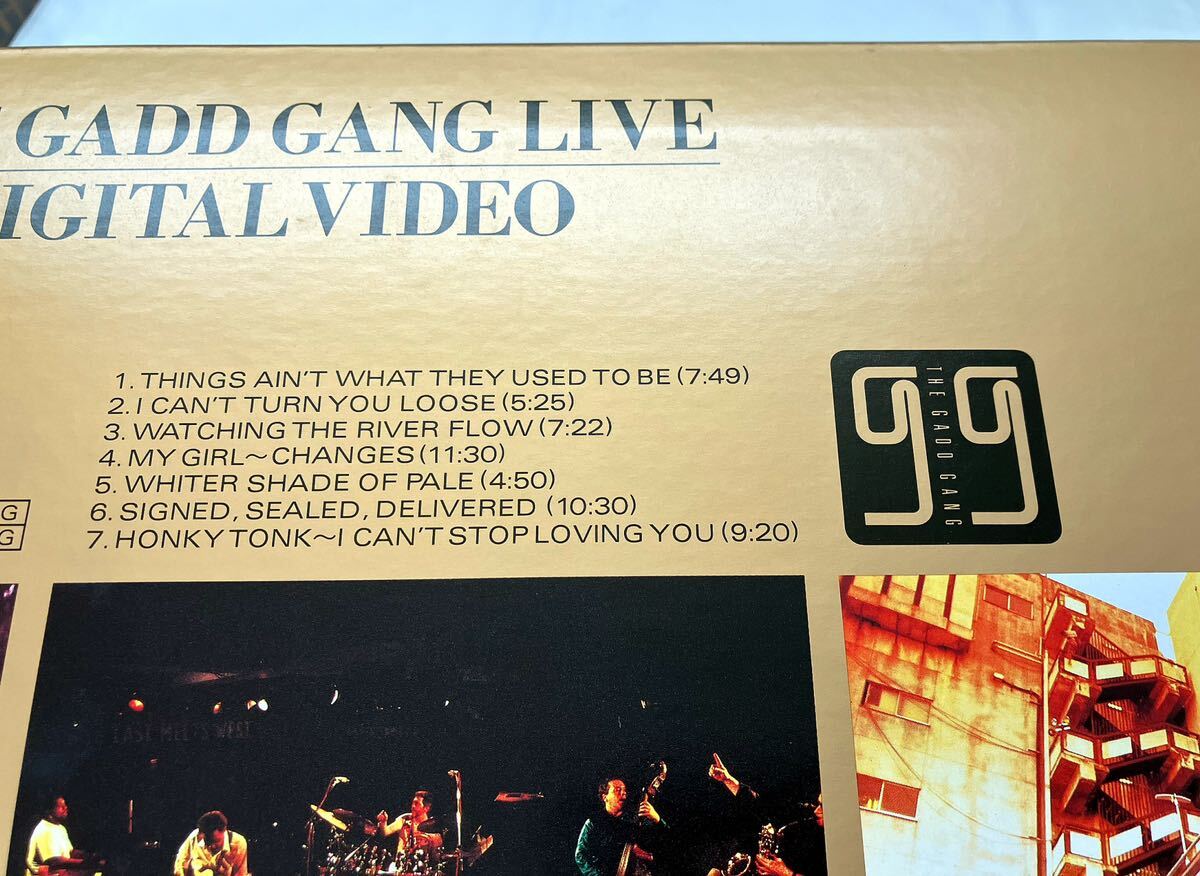 GADD GANG LIVE
IGITAL VIDEO
1. THINGS AIN'T WHAT THEY USED TO BE (7:49)
2. I CAN'T TURN YOU LOOSE (5:25)
3. WATCHING THE RIVER FLOW (7:22)
4. MY GIRL~CHANGES (11:30)
5. WHITER SHADE OF PALE (4:50)
6. SIGNED, SEALED, DELIVERED (10:30)
7. HONKY TONK~I CAN'T STOP LOVING YOU (9:20)
G
G
THE GADD GANG